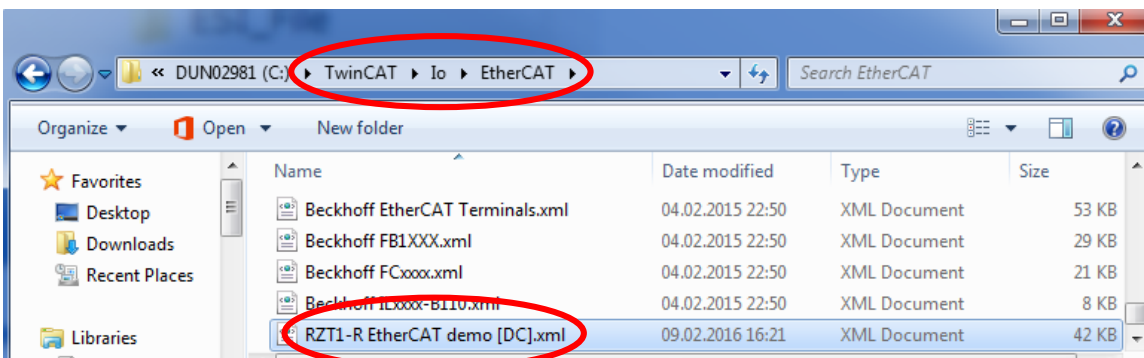 ESI_File
« DUN02981 (C:) ▸ TwinCAT ▸ Io ▸ EtherCAT ▸ Search EtherCAT
Organize Open New folder
Name Date modified Type Size
Favorites
Desktop
Downloads
Recent Places
Libraries
Beckhoff EtherCAT Terminals.xml 04.02.2015 22:50 XML Document 53 KB
Beckhoff FB1XXX.xml 04.02.2015 22:50 XML Document 29 KB
Beckhoff FCxxxx.xml 04.02.2015 22:50 XML Document 21 KB
Beckhoff ILxxxx-B110.xml 04.02.2015 22:50 XML Document 8 KB
RZT1-R EtherCAT demo [DC].xml 09.02.2016 16:21 XML Document 42 KB